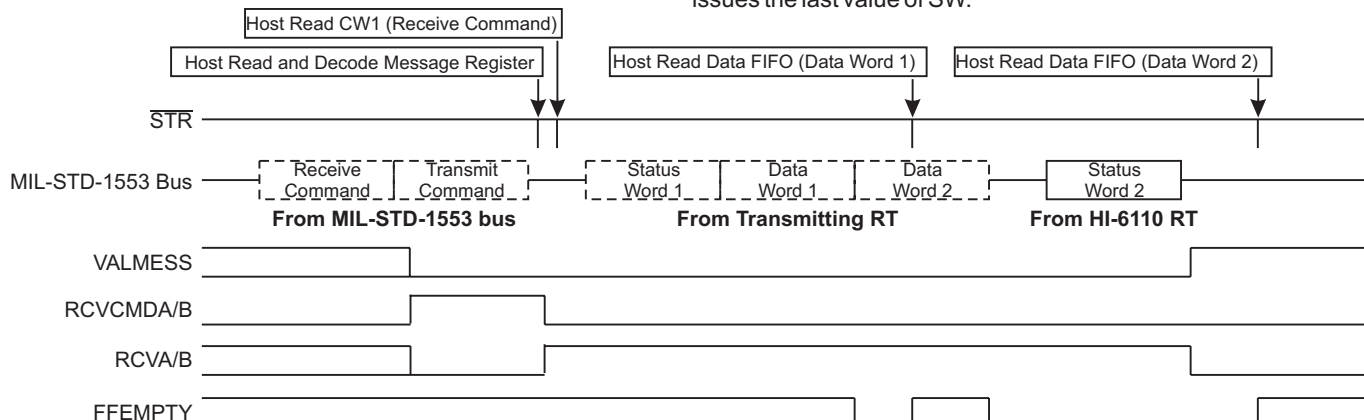 issues the last value of SW.
Host Read CW1 (Receive Command)
Host Read and Decode Message Register
Host Read Data FIFO (Data Word 1)
Host Read Data FIFO (Data Word 2)
STR
MIL-STD-1553 Bus
Receive
Command
Transmit
Command
Status
Word 1
Data
Word 1
Data
Word 2
Status
Word 2
From MIL-STD-1553 bus
From Transmitting RT
From HI-6110 RT
VALMESS
RCVCMDA/B
RCVA/B
FFEMPTY